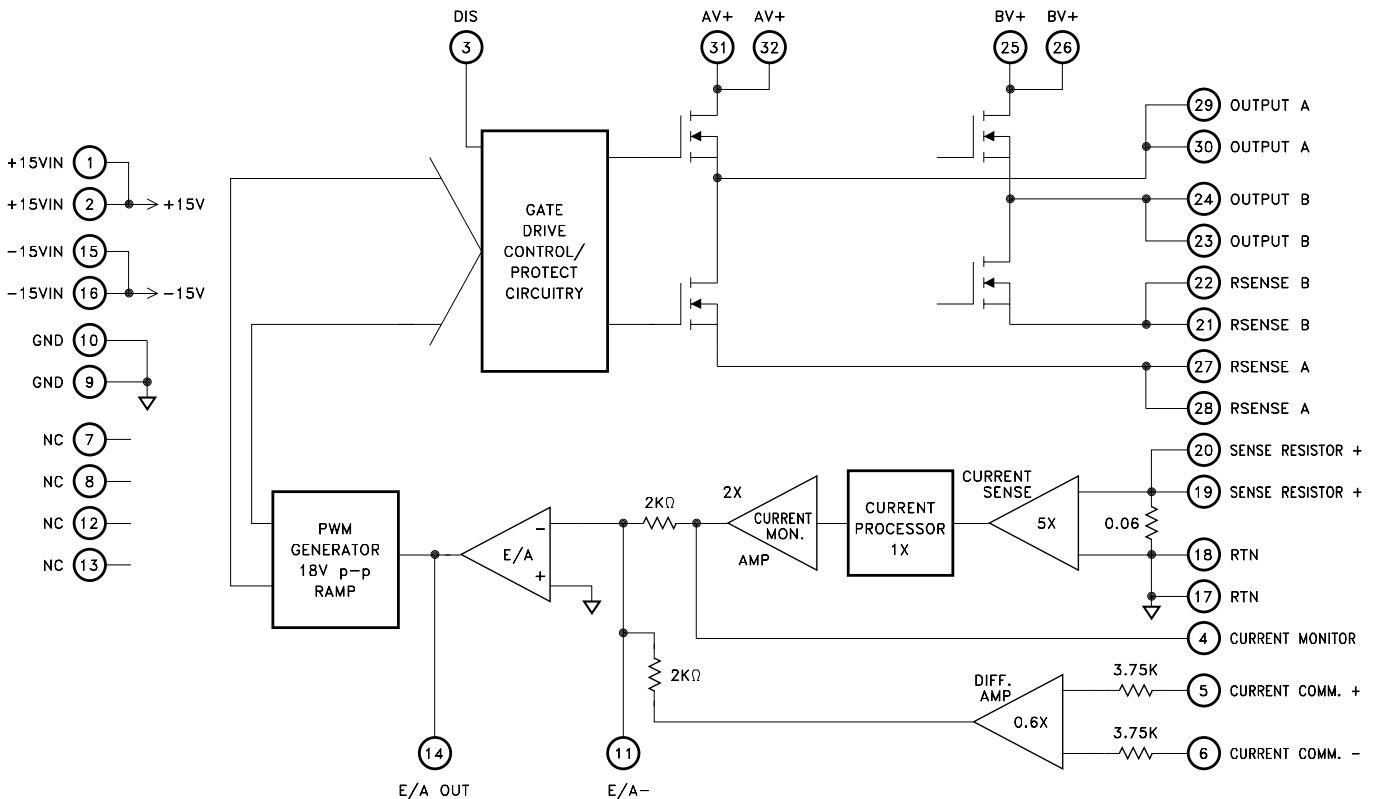 DIS
3
AV+
31
AV+
32
BV+
25
BV+
26
+15VIN 1
+15VIN 2 +15V
-15VIN 15
-15VIN 16 -15V
GND 10
GND 9
NC 7
NC 8
NC 12
NC 13
GATE
DRIVE
CONTROL/
PROTECT
CIRCUITRY
29 OUTPUT A
30 OUTPUT A
24 OUTPUT B
23 OUTPUT B
22 RSENSE B
21 RSENSE B
27 RSENSE A
28 RSENSE A
20 SENSE RESISTOR +
19 SENSE RESISTOR +
18 RTN
17 RTN
4 CURRENT MONITOR
5 CURRENT COMM. +
6 CURRENT COMM. -
PWM
GENERATOR
18V p-p
RAMP
E/A
-
+
2KΩ
2X
CURRENT
MON.
AMP
CURRENT
PROCESSOR
1X
CURRENT
SENSE
5X
0.06
2KΩ
DIFF.
AMP
0.6X
3.75K
3.75K
14
E/A OUT
11
E/A-